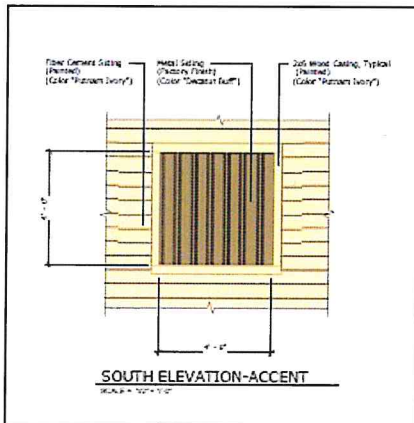 Fiber Cement Siding
(Painted)
(Color "Putnam Ivory")
Metal Siding
(Factory Finish)
(Color "Decatur Buff")
2x6 Wood Casing, Typical
(Painted)
(Color "Putnam Ivory")
4' - 0"
4' - 0"
SOUTH ELEVATION-ACCENT